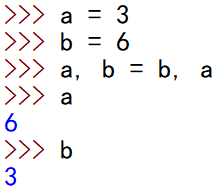 >>> a = 3
>>> b = 6
>>> a, b = b, a
>>> a
6
>>> b
3